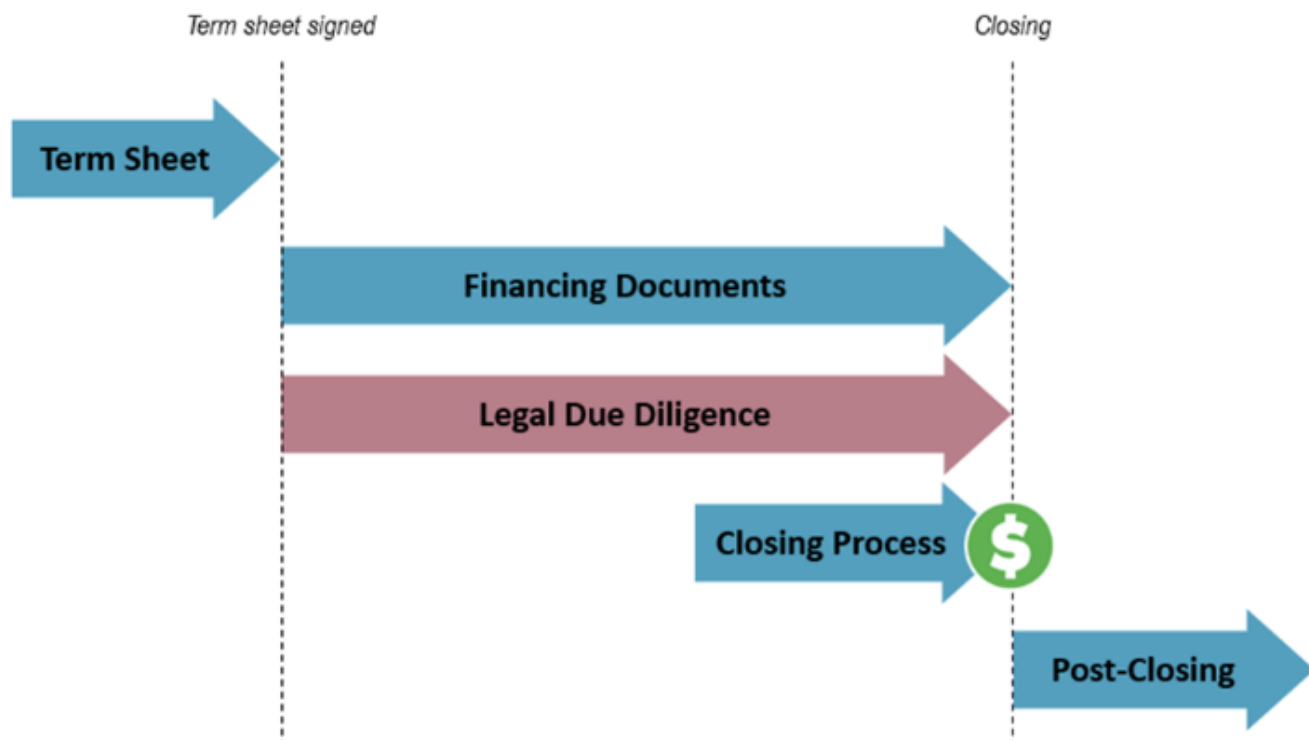 Term sheet signed
Closing
Term Sheet
Financing Documents
Legal Due Diligence
Closing Process
$
Post-Closing